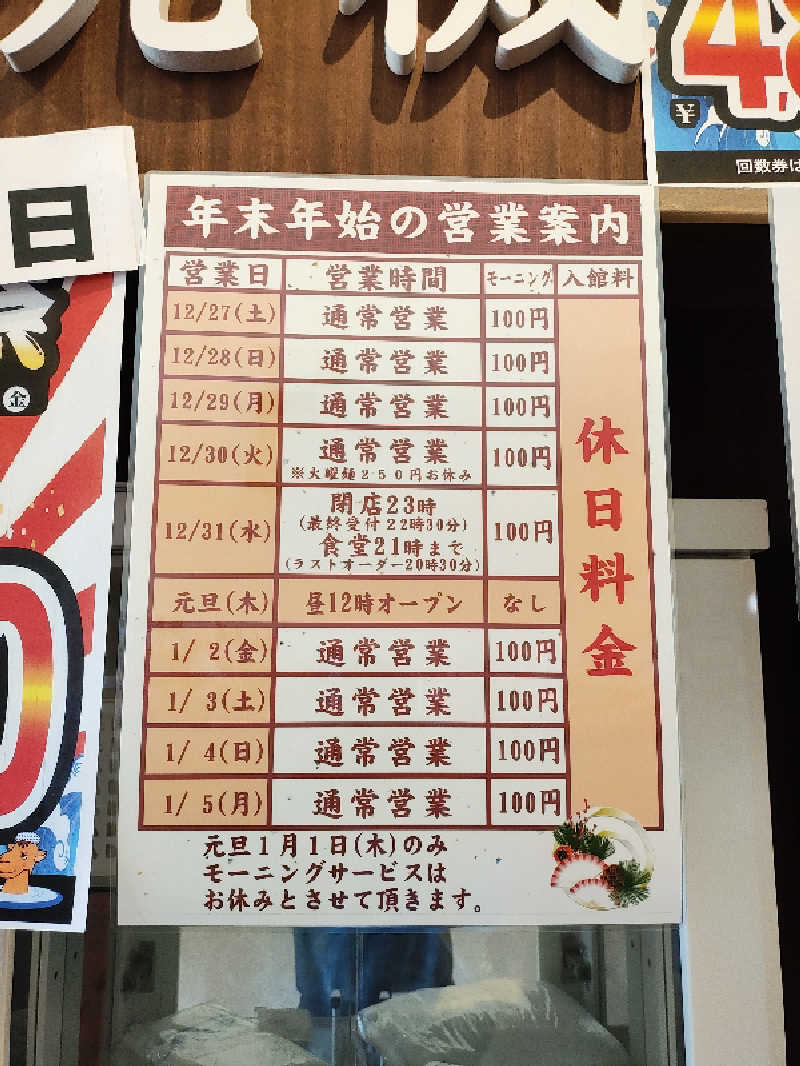 日
¥
回数券は
金
年末年始の営業案内
営業日 営業時間 モーニング 入館料
12/27(土) 通常営業 100円
12/28(日) 通常営業 100円
12/29(月) 通常営業 100円
12/30(火) 通常営業 100円
※火曜麺250円お休み
12/31(水) 閉店23時 100円
(最終受付22時30分)
食堂21時まで
(ラストオーダー20時30分)
元旦(木) 昼12時オープン なし
1/ 2(金) 通常営業 100円
1/ 3(土) 通常営業 100円
1/ 4(日) 通常営業 100円
1/ 5(月) 通常営業 100円
休日料金
元旦1月1日(木)のみ
モーニングサービスは
お休みとさせて頂きます。